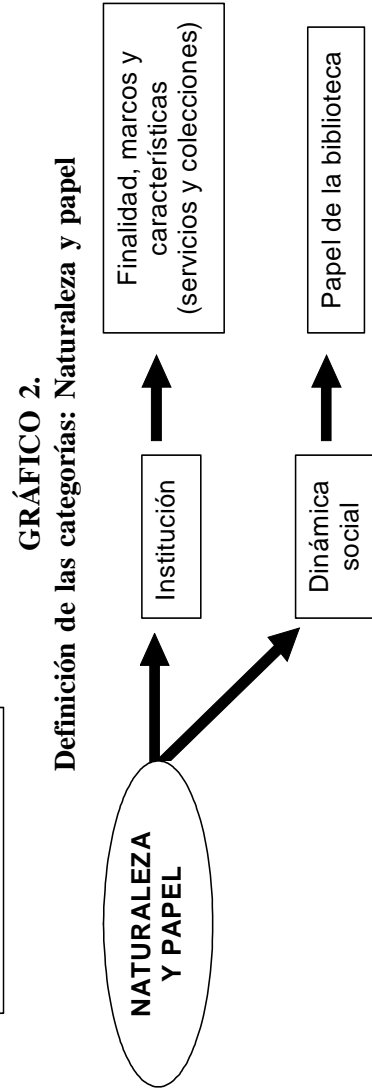 GRÁFICO 2.
Definición de las categorías: Naturaleza y papel
NATURALEZA
Y PAPEL
Institución
Finalidad, marcos y
características
(servicios y colecciones)
Dinámica
social
Papel de la biblioteca